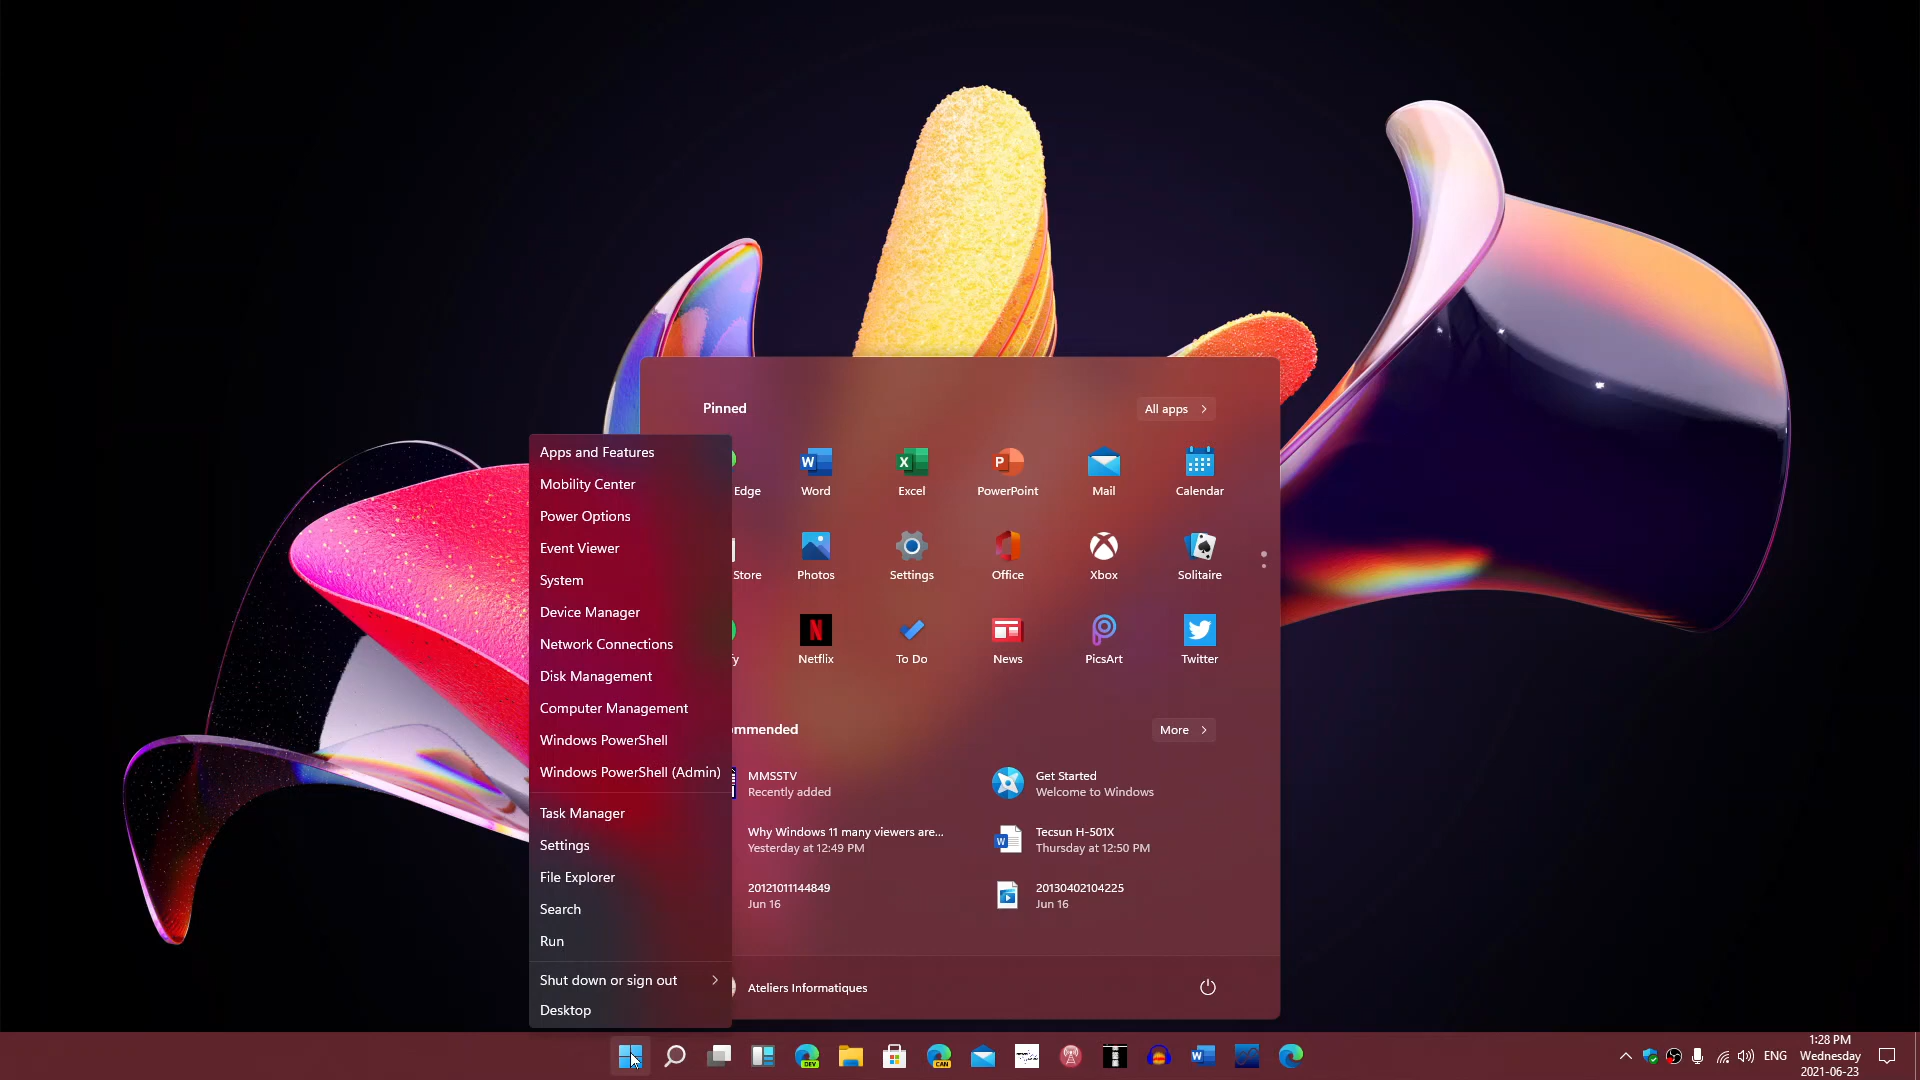 Pinned
All apps
Edge
Word
Excel
PowerPoint
Mail
Calendar
Store
Photos
Settings
Office
Xbox
Solitaire
fy
Netflix
To Do
News
PicsArt
Twitter
ommended
More
MMSSTV
Recently added
Get Started
Welcome to Windows
Why Windows 11 many viewers are...
Yesterday at 12:49 PM
Tecsun H-501X
Thursday at 12:50 PM
20121011144849
Jun 16
20130402104225
Jun 16
Ateliers Informatiques
Apps and Features
Mobility Center
Power Options
Event Viewer
System
Device Manager
Network Connections
Disk Management
Computer Management
Windows PowerShell
Windows PowerShell (Admin)
Task Manager
Settings
File Explorer
Search
Run
Shut down or sign out
Desktop
DEV
CAN
ENG
1:28 PM
Wednesday
2021-06-23